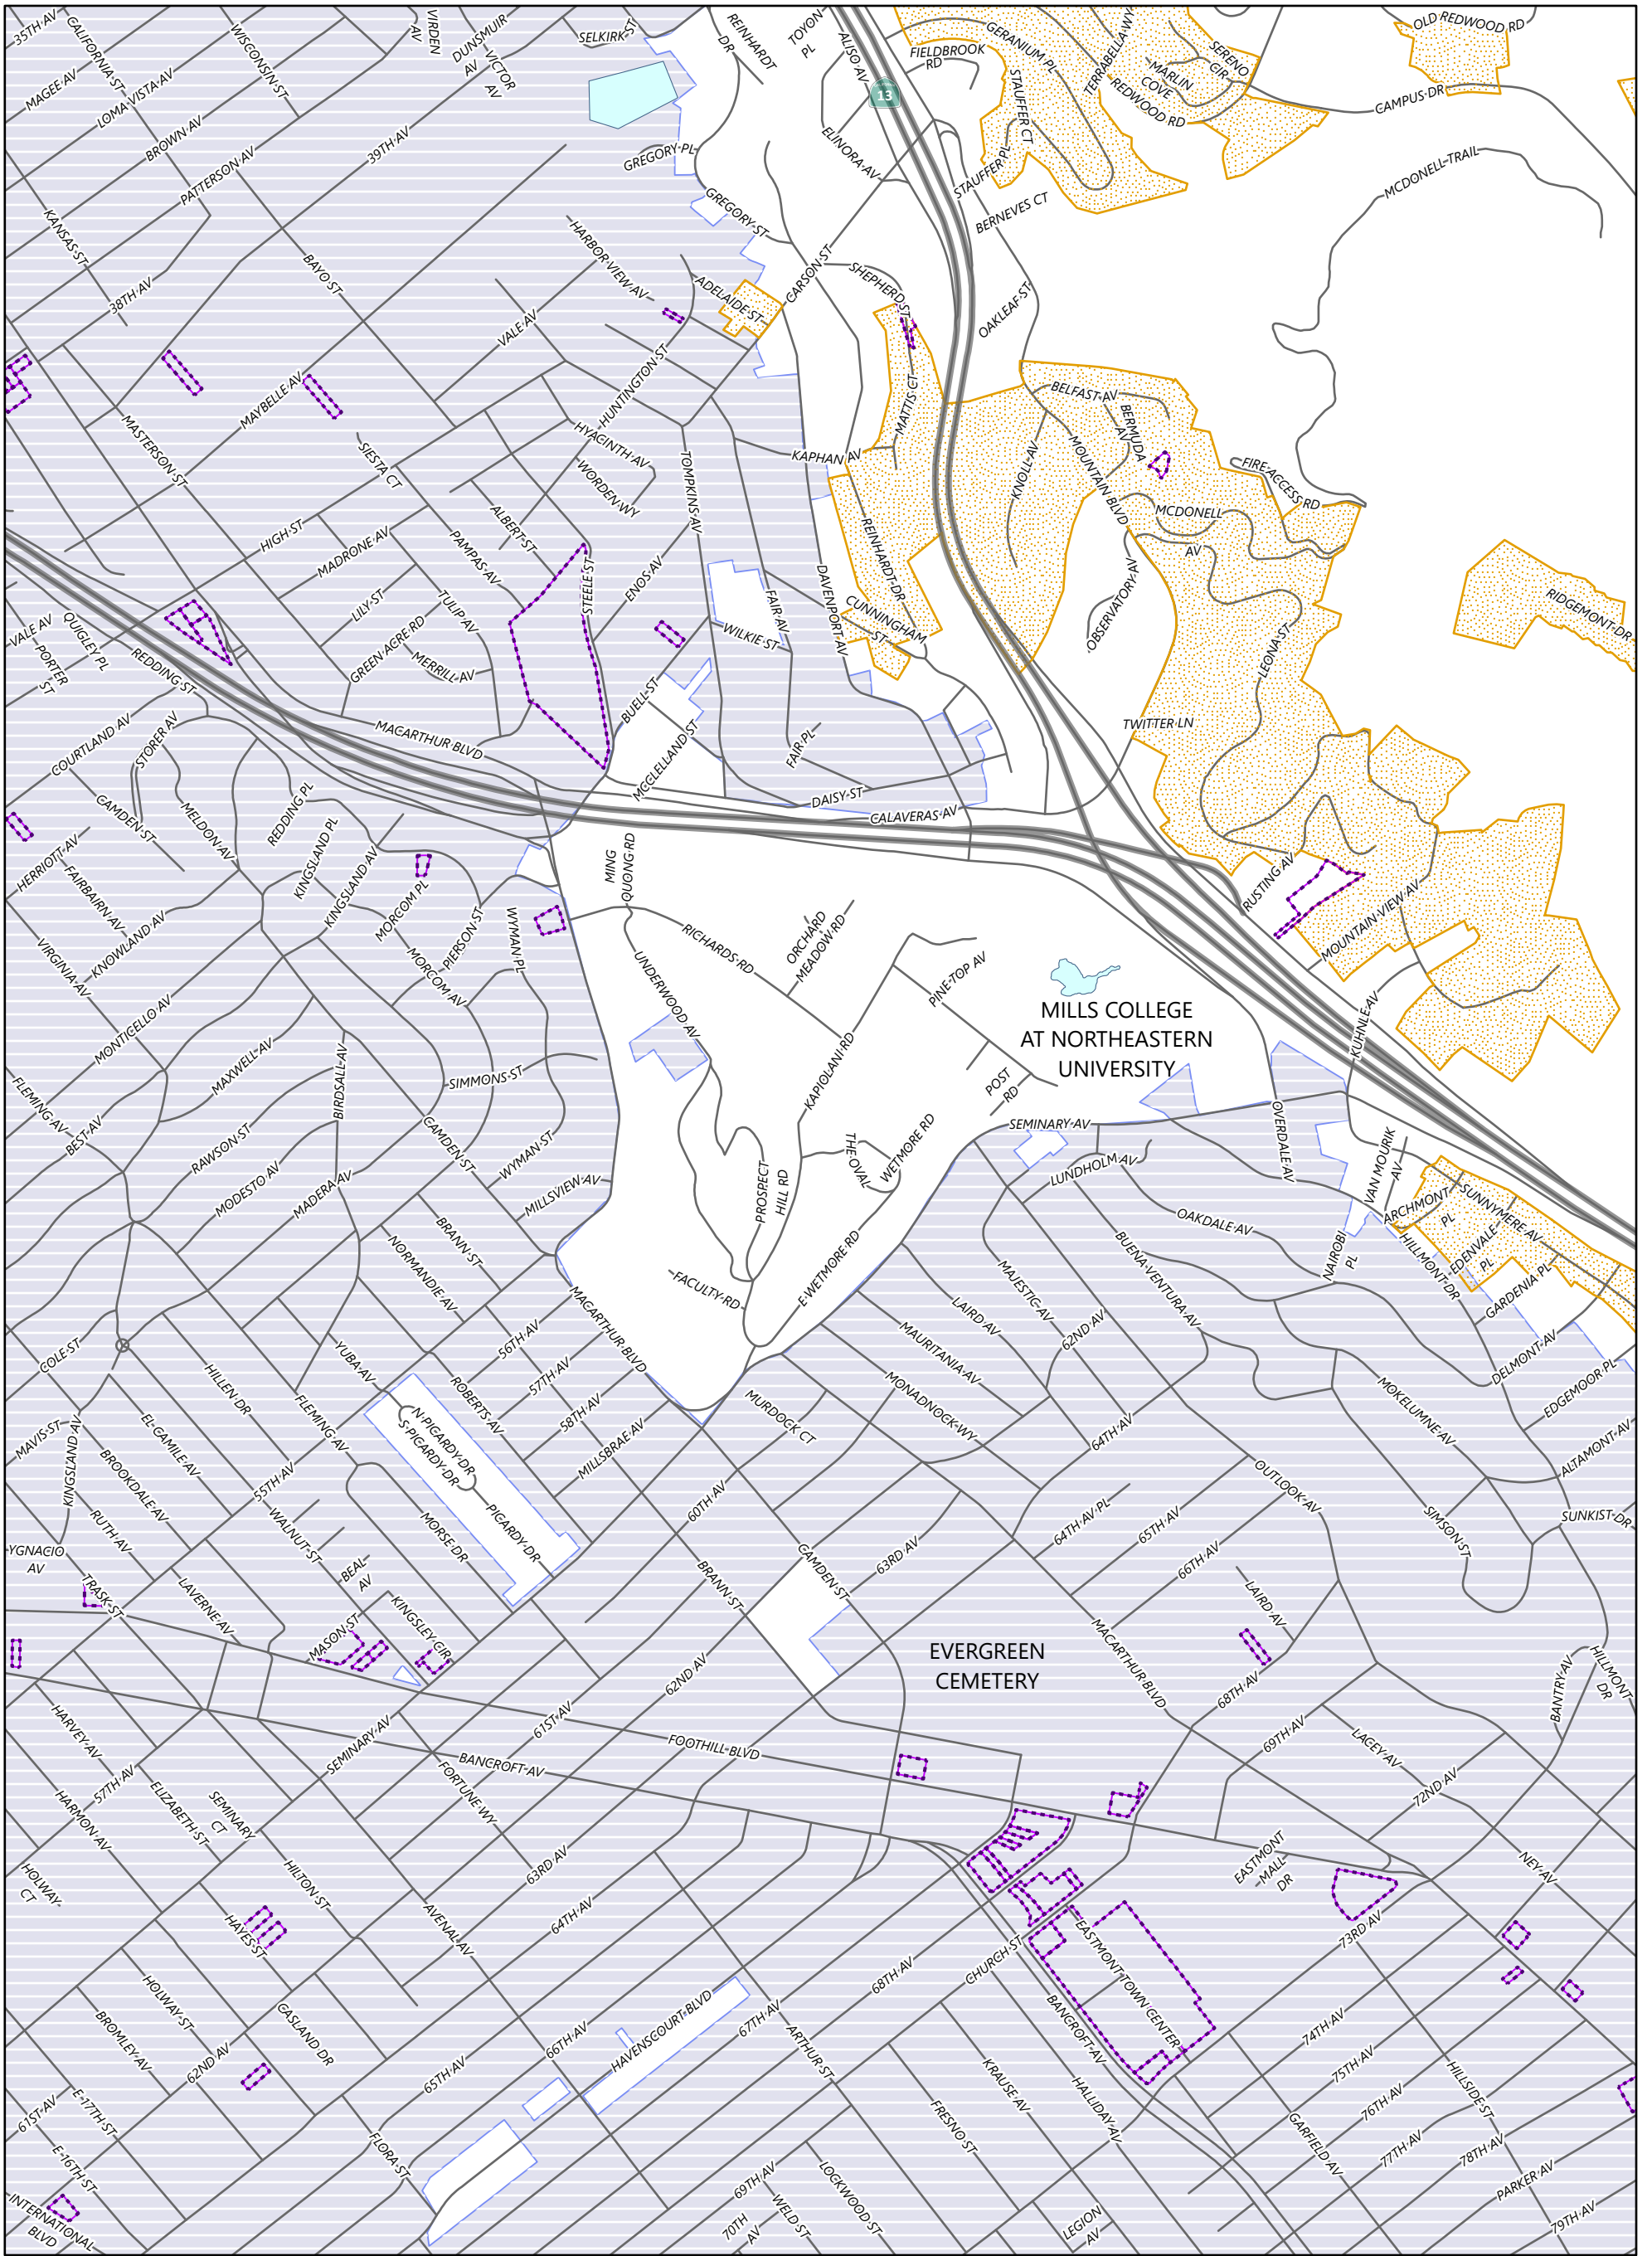 35TH AV
CALIFORNIA ST
WISCONSIN ST
VIRDEN
AV
DUNSMUIR
AV
VICTOR
AV
SELKIRK ST
REINHARDT
DR
TOYON
PL
ALISO AV
13
FIELDBROOK
RD
GERANIUM PL
TERRABELLA WY
SERENO
CIR
MARLIN
COVE
REDWOOD RD
OLD REDWOOD RD
CAMPUS DR
MAGEE AV
LOMA VISTA AV
BROWN AV
PATTERSON AV
39TH AV
GREGORY PL
ELINORA AV
STAUFFER CT
STAUFFER PL
BERNEVES CT
MCDONELL TRAIL
KANSAS ST
38TH AV
BAYO ST
HARBOR VIEW AV
GREGORY ST
ADELAIDE ST
CARSON ST
SHEPHERD ST
OAKLEAF ST
VALE AV
HUNTINGTON ST
MATTIS CT
BELFAST AV
BERMUDA
AV
MAYBELLE AV
MASTERSON ST
SIESTA CT
HYACINTH AV
WORDEN WY
TOMPKINS AV
KAPHAN AV
KNOLL AV
MOUNTAIN BLVD
FIRE ACCESS RD
MCDONELL
AV
HIGH ST
MADRONE AV
PAMPAS AV
ALBERT ST
STEELE ST
ENOS AV
REINHARDT DR
DAVENPORT AV
FAIR AV
CUNNINGHAM
ST
WILKIE ST
OBSERVATORY AV
LEONA ST
RIDGEMONT DR
VALE AV
PORTER
ST
QUIGLEY PL
REDDING ST
LILY ST
TULIP AV
GREEN ACRE RD
MERRILL AV
BUELL ST
MCCLELLAND ST
FAIR PL
TWITTER LN
COURTLAND AV
STORER AV
MACARTHUR BLVD
DAISY ST
CALAVERAS AV
CAMDEN ST
MELDON AV
REDDING PL
KINGSLAND PL
KINGSLAND AV
MORCOM PL
HERRIOTT AV
FAIRBAIRN AV
KNOWLAND AV
VIRGINIA AV
MONTICELLO AV
MING
QUONG RD
RICHARDS RD
ORCHARD
MEADOW RD
UNDERWOOD AV
PINE TOP AV
RUSTING AV
MOUNTAIN VIEW AV
PIERSON ST
WYMAN PL
MORCOM AV
MILLS COLLEGE
AT NORTHEASTERN
UNIVERSITY
KUHNLE AV
MAXWELL AV
BIRDSALL AV
SIMMONS ST
KAPIOLANI RD
POST
RD
SEMINARY AV
OVERDALE AV
FLEMING AV
BEST AV
RAWSON ST
MODESTO AV
MADERA AV
CAMDEN ST
WYMAN ST
MILLSVIEW AV
PROSPECT
HILL RD
THE OVAL
WETMORE RD
LUNDHOLM AV
VAN MOURIK
AV
ARCHMONT
PL
SUNNYMERE AV
EDENVALE
PL
GARDENIA PL
HILLMONT DR
NAIROBI
PL
OAKDALE AV
BUENA VENTURA AV
BRANN ST
NORMANDIE AV
E WETMORE RD
FACULTY RD
MAJESTIC AV
LAIRD AV
62ND AV
MAURITANIA AV
MONADNOCK WY
DELMONT AV
EDGEMOOR PL
MACARTHUR BLVD
COLE ST
YUBA AV
56TH AV
57TH AV
58TH AV
ROBERTS AV
HILLEN DR
FLEMING AV
N PICARDY DR
S PICARDY DR
PICARDY DR
MILLSBRAE AV
MURDOCK CT
64TH AV
MOKELUMNE AV
ALTAMONT AV
MAVIS ST
KINGSLAND AV
EL CAMILE AV
BROOKDALE AV
55TH AV
RUTH AV
WALNUT ST
MORSE DR
60TH AV
OUTLOOK AV
SIMSON ST
SUNKIST DR
YGNACIO
AV
TRASK ST
LAVERNE AV
BEAL
AV
MASON ST
KINGSLEY CIR
BRANN ST
CAMDEN ST
63RD AV
64TH AV PL
65TH AV
66TH AV
LAIRD AV
EVERGREEN
CEMETERY
MACARTHUR BLVD
68TH AV
BANTRY AV
HILLMONT
DR
62ND AV
61ST AV
FOOTHILL BLVD
BANCROFT AV
SEMINARY AV
HARVEY AV
57TH AV
HARMON AV
ELIZABETH ST
SEMINARY
CT
FORTUNE WY
69TH AV
LACEY AV
72ND AV
HOLWAY
CT
HILTON ST
HAYES ST
AVENAL AV
63RD AV
64TH AV
EASTMONT
MALL
DR
NEY AV
73RD AV
CHURCH ST
68TH AV
EASTMONT TOWN CENTER
BANCROFT AV
HOLWAY ST
BROMLEY AV
62ND AV
CASLAND DR
HAVENSCOURT BLVD
67TH AV
66TH AV
65TH AV
ARTHUR ST
74TH AV
75TH AV
76TH AV
77TH AV
78TH AV
HILLSIDE ST
KRAUSE AV
HALLIDAY AV
FRESNO ST
GARFIELD AV
61ST AV
E 17TH ST
E 16TH ST
INTERNATIONAL
BLVD
FLORA ST
69TH AV
70TH
AV
WELD ST
LOCKWOOD ST
LEGION
AV
PARKER AV
79TH AV